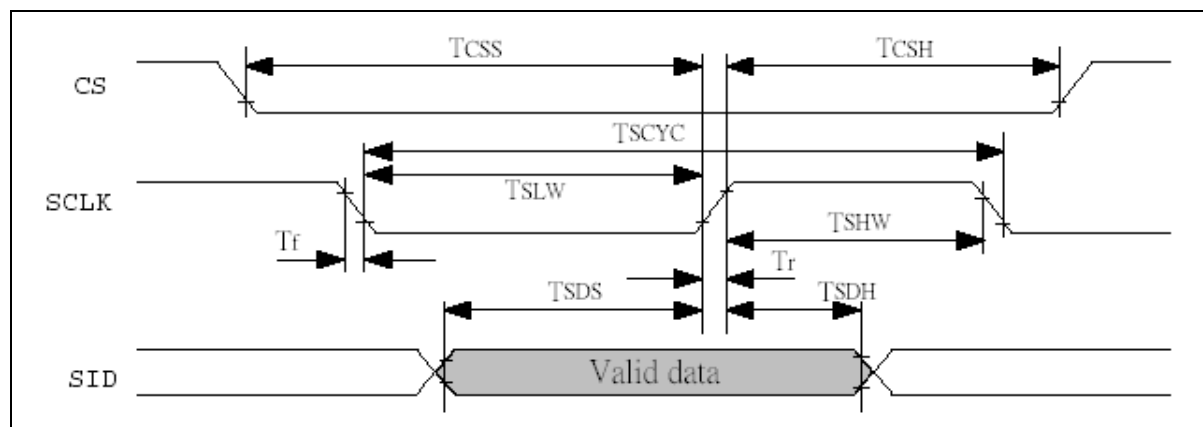 TCSS
TCSH
CS
TSCYC
SCLK
TSLW
TSHW
Tf
Tr
TSDS
TSDH
SID
Valid data